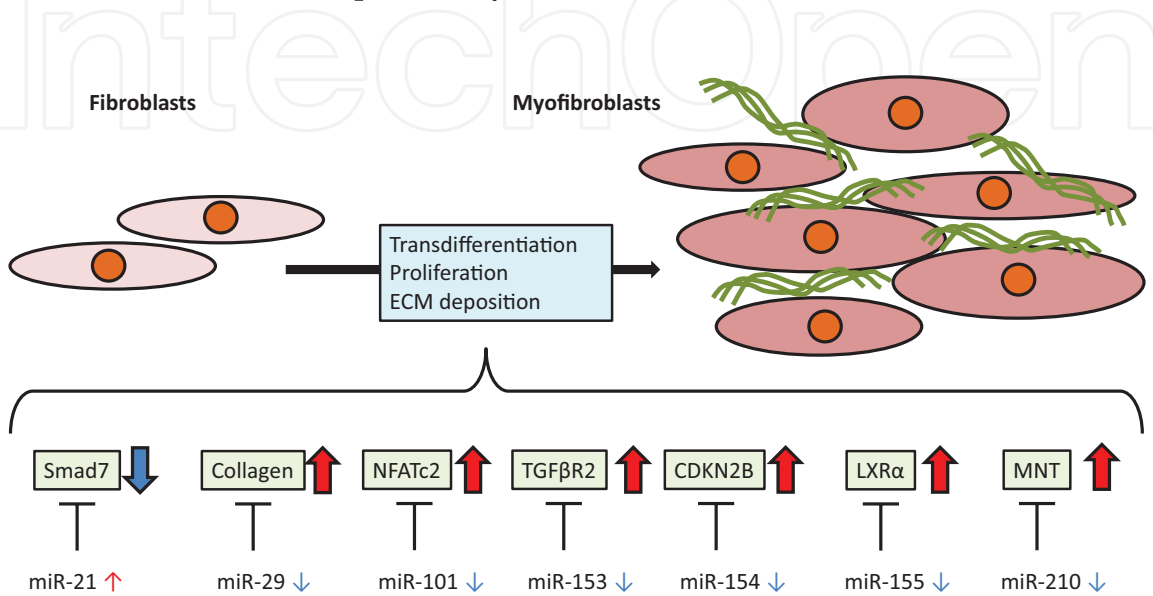 IntechOpen
Fibroblasts
Myofibroblasts
Transdifferentiation
Proliferation
ECM deposition
Smad7
Collagen
NFATc2
TGFβR2
CDKN2B
LXRα
MNT
miR-21 ↑
miR-29 ↓
miR-101 ↓
miR-153 ↓
miR-154 ↓
miR-155 ↓
miR-210 ↓